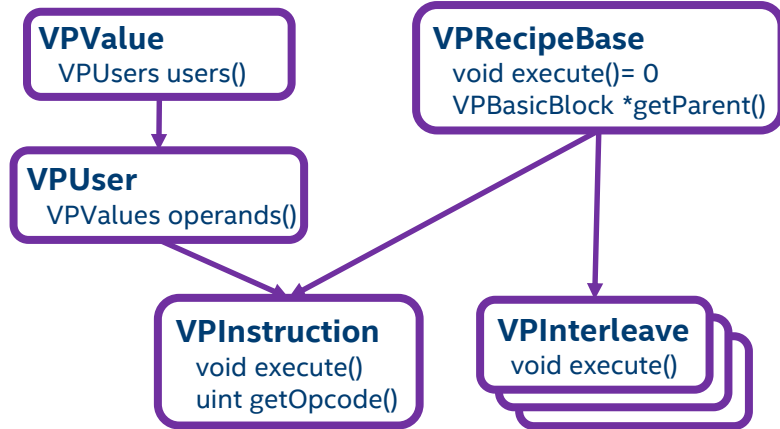 VPValue
VPUsers users()
VPRecipeBase
void execute()= 0
VPBasicBlock *getParent()
VPUser
VPValues operands()
VPInstruction
void execute()
uint getOpcode()
VPInterleave
void execute()